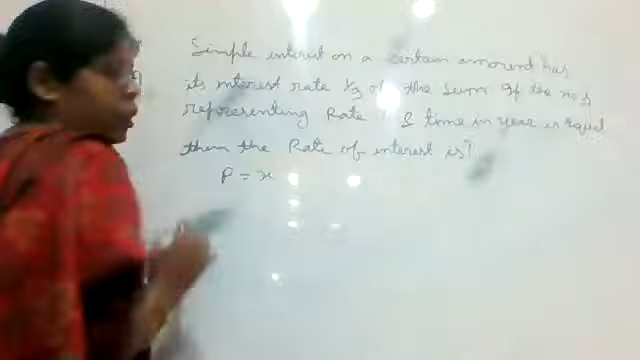 Simple interest on a certain amount has
its interest rate 1/9 of the sum If the no.s
representing Rate & time in year is equal
then the Rate of interest is?
P = x